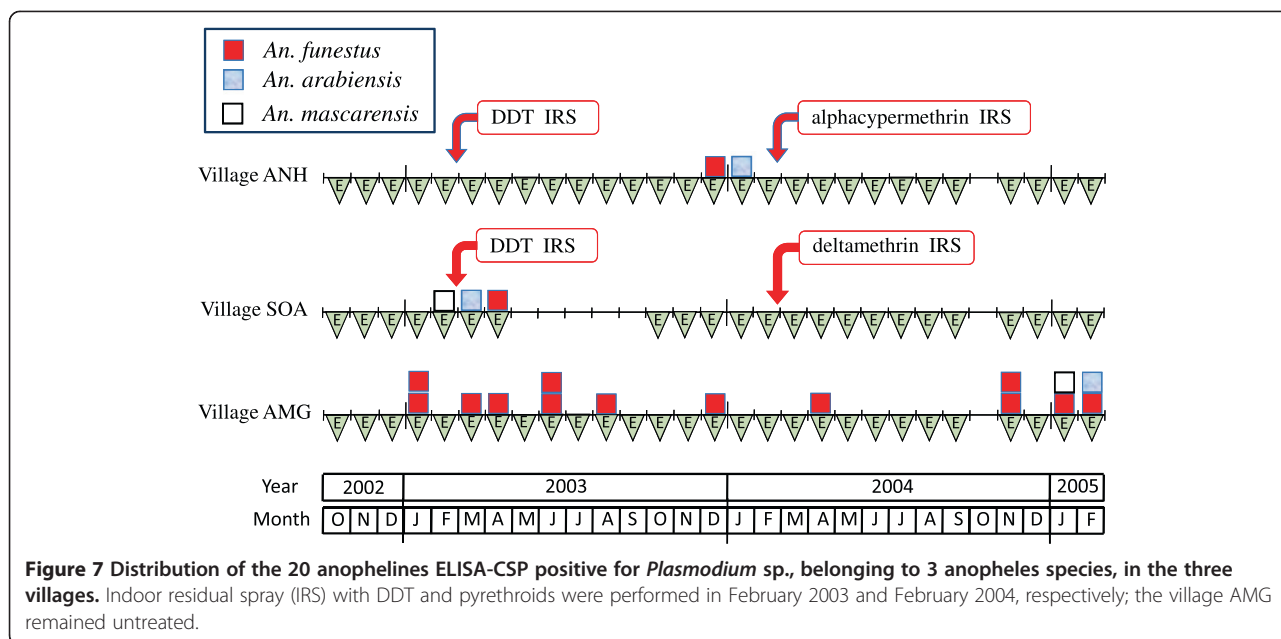 An. funestus
An. arabiensis
An. mascarensis
DDT IRS
alphacypermethrin IRS
Village ANH
E E E E E E E E E E E E E E E E E E E E E E E E E E E E
DDT IRS
deltamethrin IRS
Village SOA
E E E E E E E E E E E E E E E E E E E E E E E
Village AMG
E E E E E E E E E E E E E E E E E E E E E E E E E E E E
Year 2002 2003 2004 2005
Month O N D J F M A M J J A S O N D J F M A M J J A S O N D J F
Figure 7 Distribution of the 20 anophelines ELISA-CSP positive for Plasmodium sp., belonging to 3 anopheles species, in the three
villages. Indoor residual spray (IRS) with DDT and pyrethroids were performed in February 2003 and February 2004, respectively; the village AMG
remained untreated.